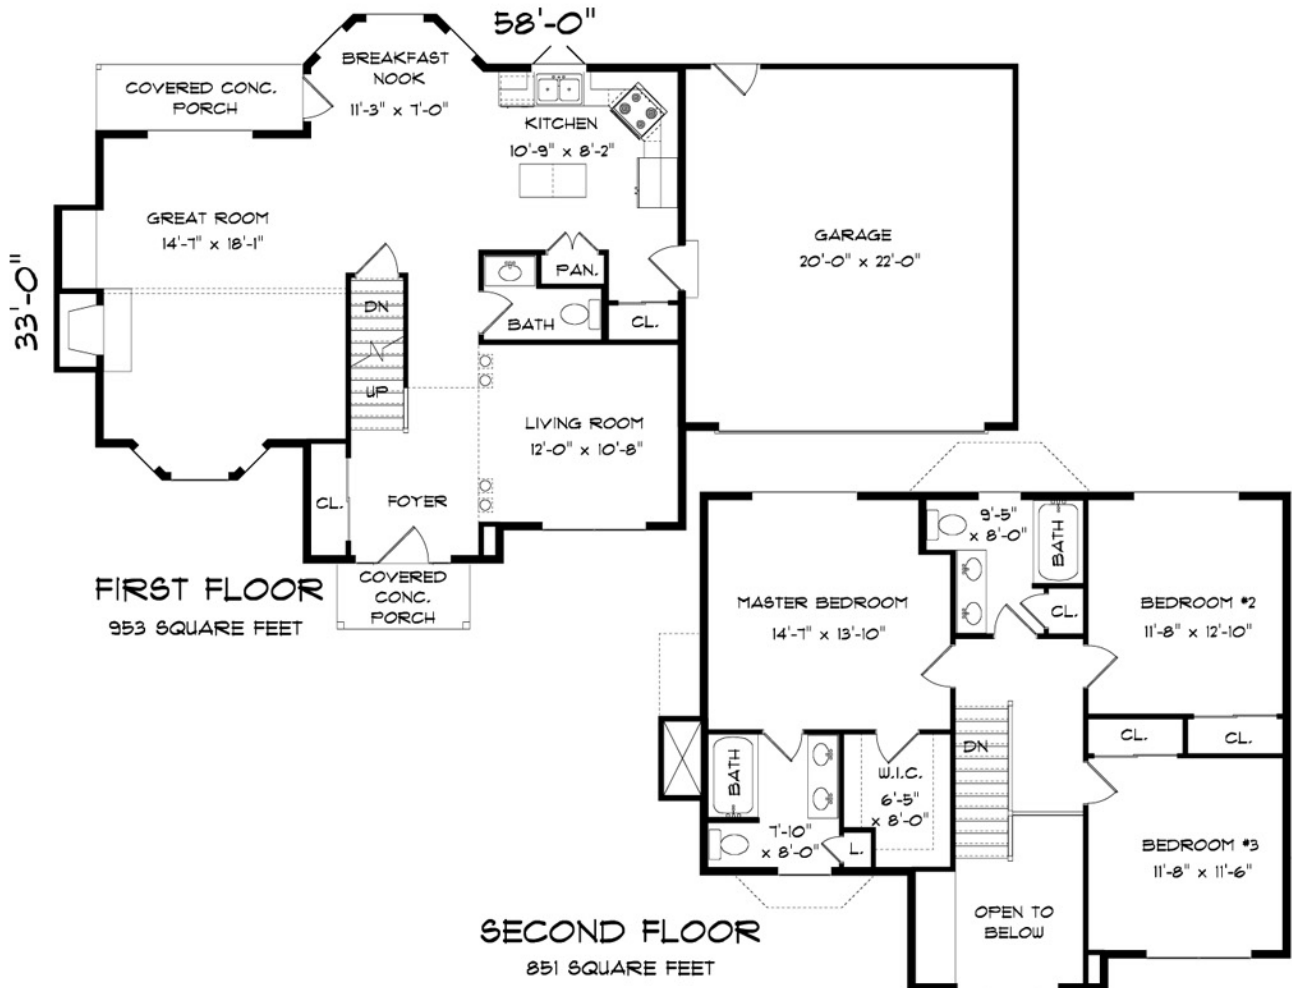 58'-0"
BREAKFAST
NOOK
11'-3" x 7'-0"
COVERED CONC.
PORCH
KITCHEN
10'-9" x 8'-2"
GREAT ROOM
14'-7" x 18'-1"
GARAGE
20'-0" x 22'-0"
33'-0"
PAN.
DN
BATH
CL.
UP
LIVING ROOM
12'-0" x 10'-8"
CL.
FOYER
COVERED
CONC.
PORCH
FIRST FLOOR
953 SQUARE FEET
9'-5"
x 8'-0"
BATH
MASTER BEDROOM
14'-7" x 13'-10"
CL.
BEDROOM #2
11'-8" x 12'-10"
CL.
CL.
DN
BATH
W.I.C.
6'-5"
x 8'-0"
7'-10"
x 8'-0"
L.
BEDROOM #3
11'-8" x 11'-6"
OPEN TO
BELOW
SECOND FLOOR
851 SQUARE FEET